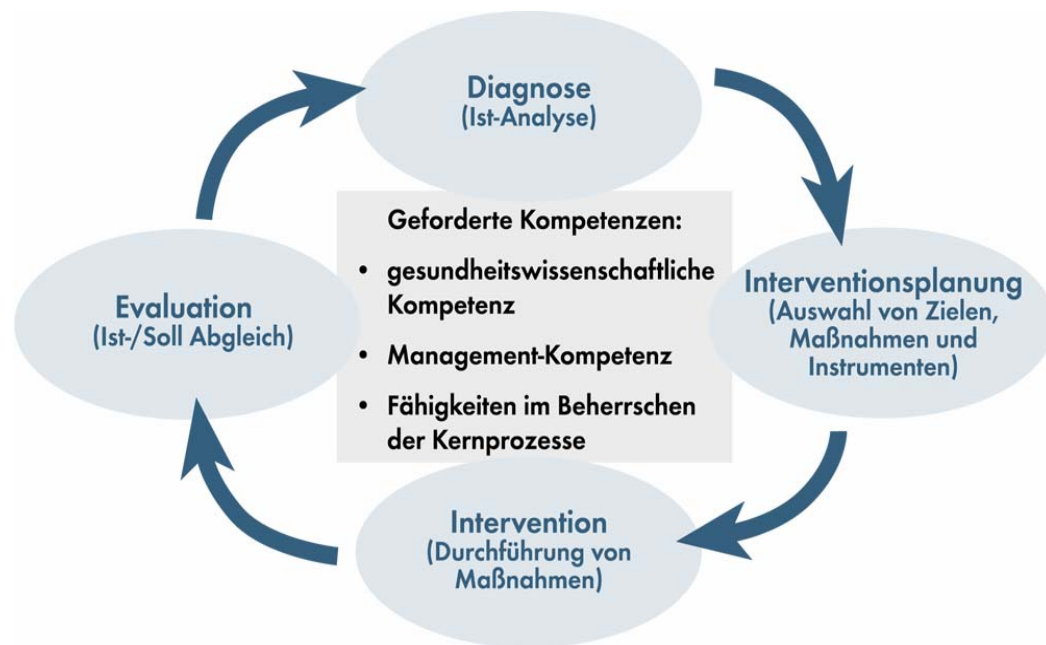 Diagnose
(Ist-Analyse)
Geforderte Kompetenzen:
• gesundheitswissenschaftliche
Kompetenz
• Management-Kompetenz
• Fähigkeiten im Beherrschen
der Kernprozesse
Interventionsplanung
(Auswahl von Zielen,
Maßnahmen und
Instrumenten)
Intervention
(Durchführung von
Maßnahmen)
Evaluation
(Ist-/Soll Abgleich)